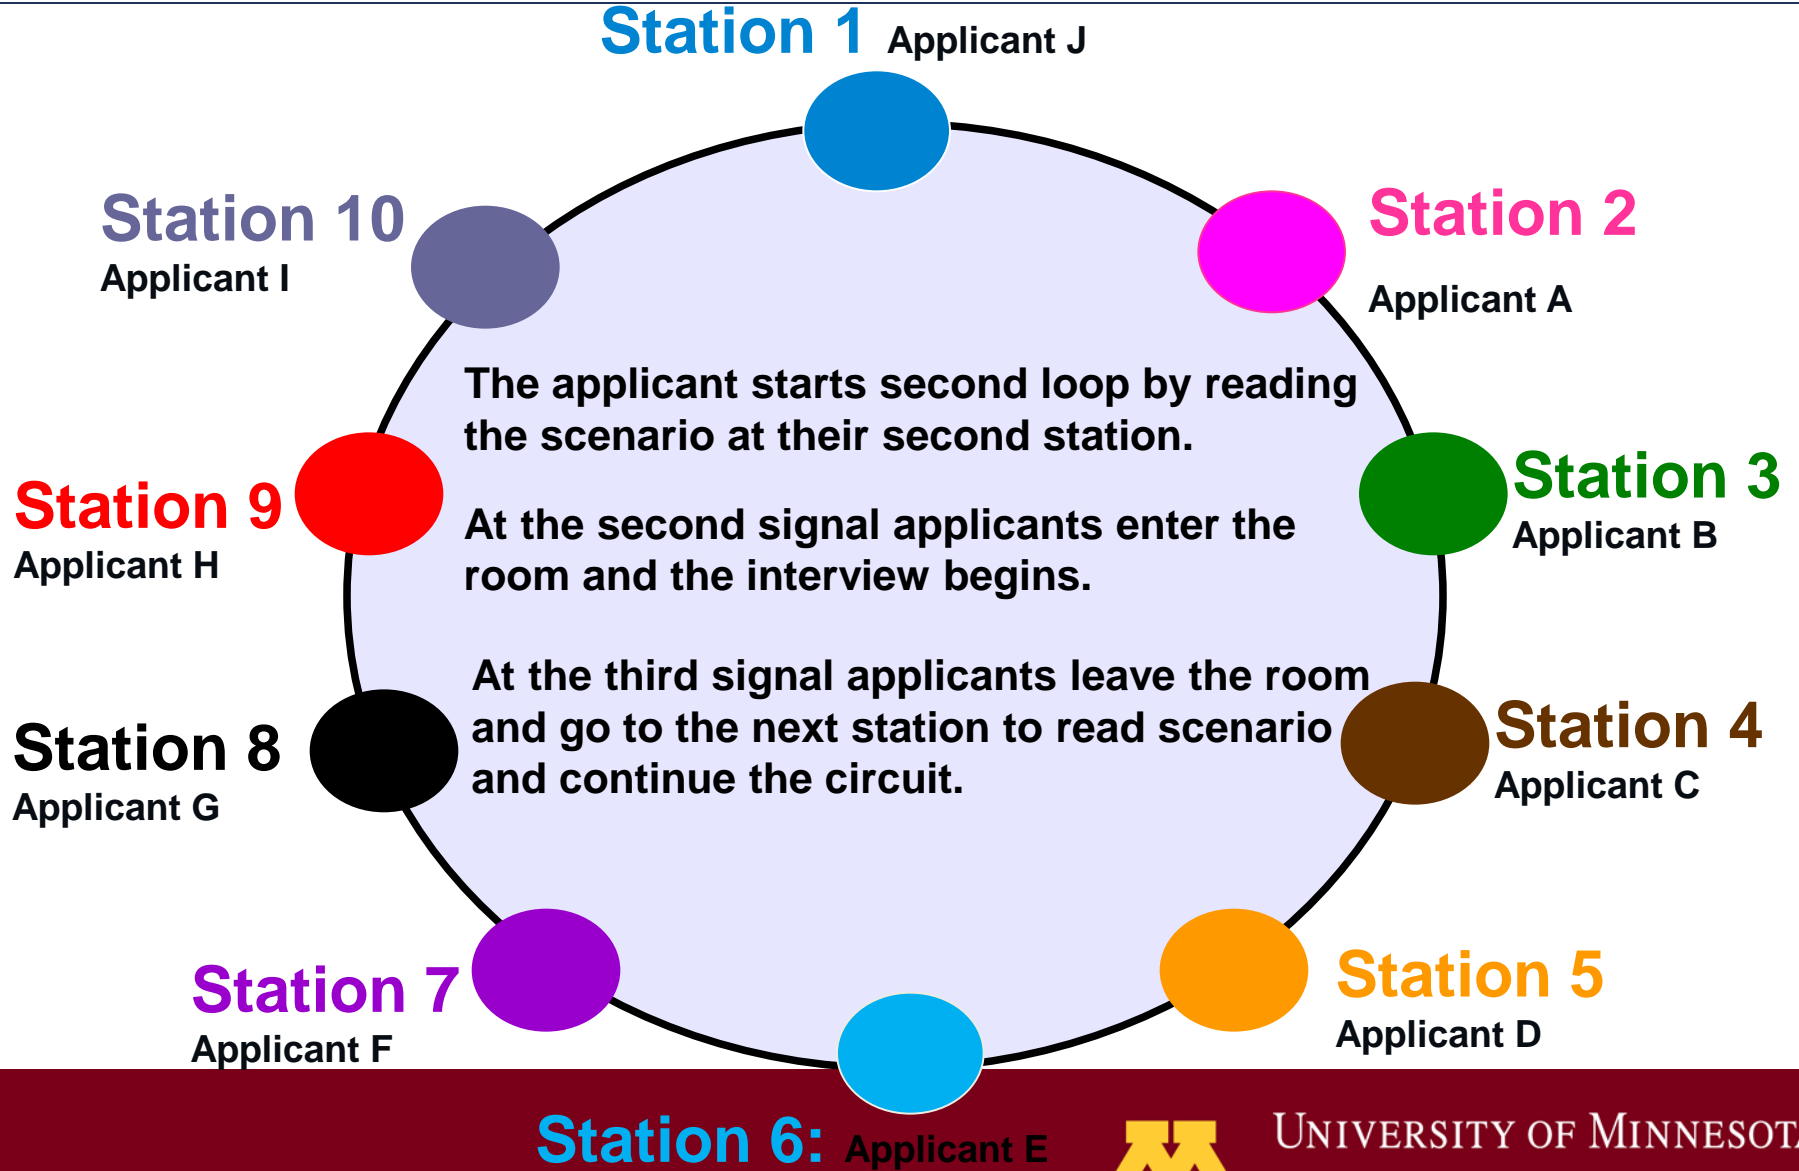 Station 1 Applicant J
Station 10
Applicant I
Station 2
Applicant A
The applicant starts second loop by reading
the scenario at their second station.
Station 9
Applicant H
Station 3
Applicant B
At the second signal applicants enter the
room and the interview begins.
At the third signal applicants leave the room
and go to the next station to read scenario
and continue the circuit.
Station 8
Applicant G
Station 4
Applicant C
Station 7
Applicant F
Station 5
Applicant D
Station 6: Applicant E
UNIVERSITY OF MINNESOTA